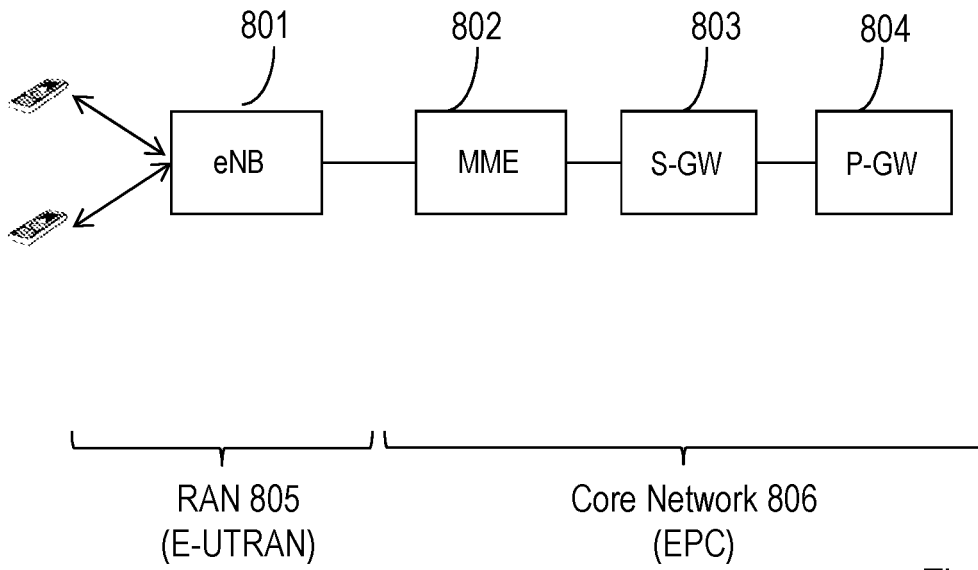 801
802
803
804
eNB
MME
S-GW
P-GW
RAN 805
(E-UTRAN)
Core Network 806
(EPC)